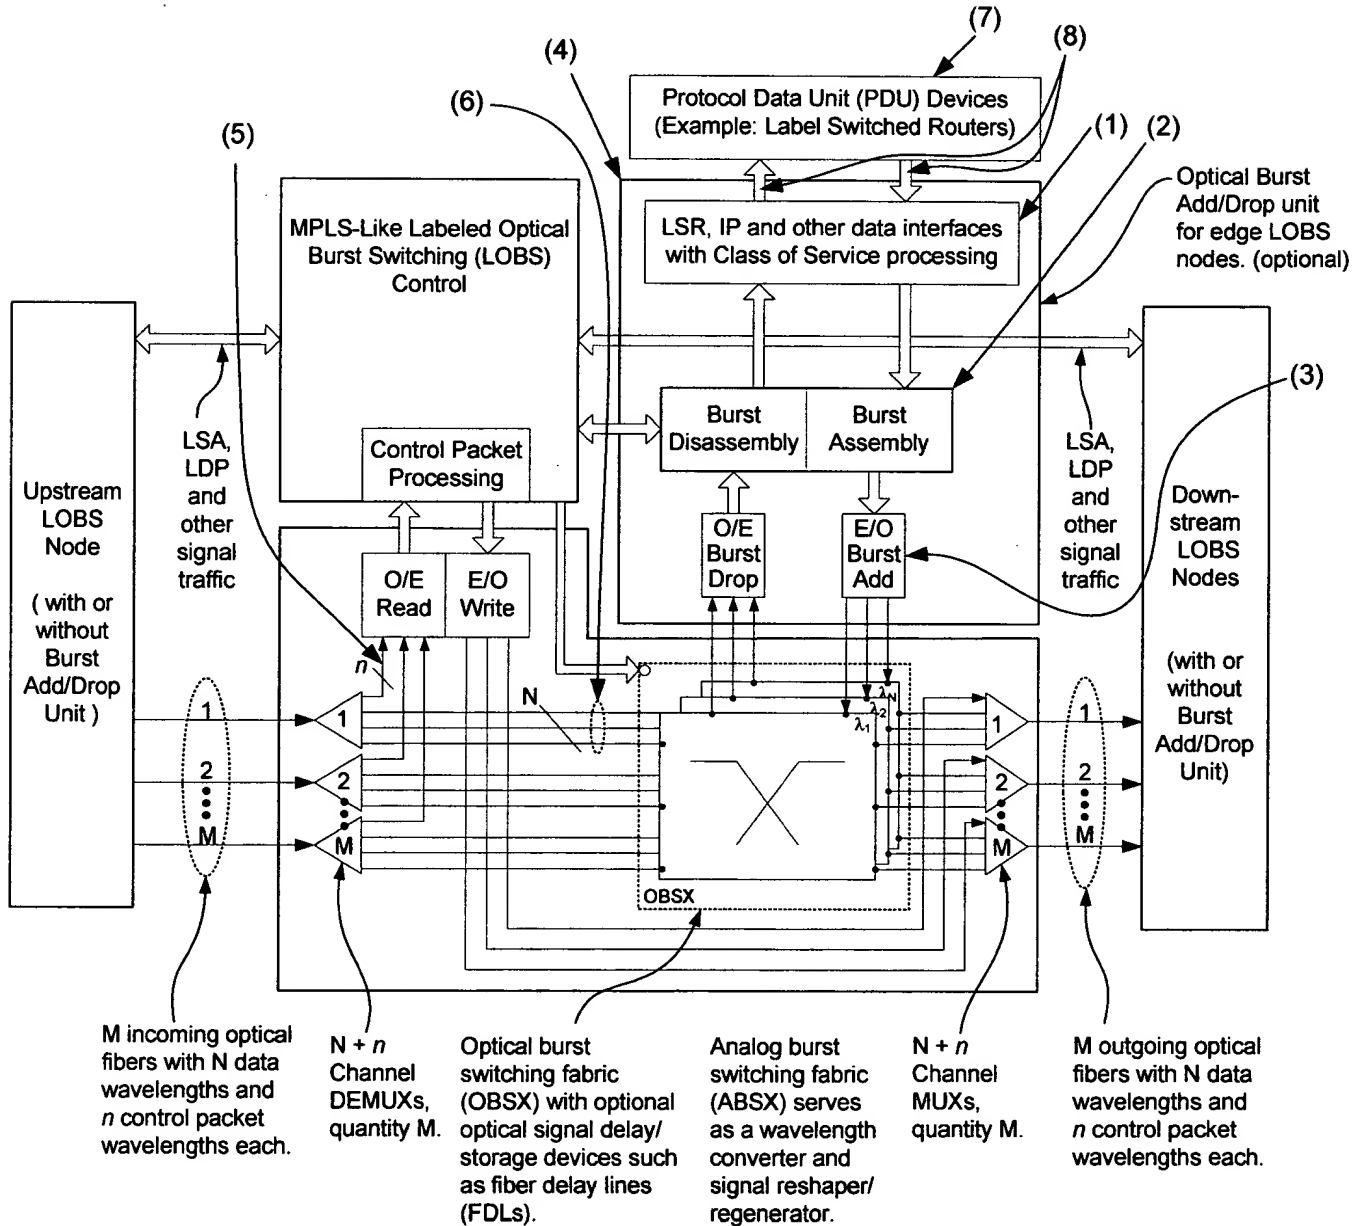 (7)
(8)
(4)
(6)
(5)
(1)
(2)
(3)
Protocol Data Unit (PDU) Devices
(Example: Label Switched Routers)
MPLS-Like Labeled Optical
Burst Switching (LOBS)
Control
LSR, IP and other data interfaces
with Class of Service processing
Optical Burst
Add/Drop unit
for edge LOBS
nodes. (optional)
Control Packet
Processing
Burst
Disassembly
Burst
Assembly
LSA,
LDP
and
other
signal
traffic
LSA,
LDP
and
other
signal
traffic
Upstream
LOBS
Node
( with or
without
Burst
Add/Drop
Unit )
Down-
stream
LOBS
Nodes
(with or
without
Burst
Add/Drop
Unit)
O/E
Read
E/O
Write
O/E
Burst
Drop
E/O
Burst
Add
n
N
λN
λ2
λ1
1
2
M
1
2
M
1
2
M
1
2
M
OBSX
M incoming optical
fibers with N data
wavelengths and
n control packet
wavelengths each.
N + n
Channel
DEMUXs,
quantity M.
Optical burst
switching fabric
(OBSX) with optional
optical signal delay/
storage devices such
as fiber delay lines
(FDLs).
Analog burst
switching fabric
(ABSX) serves
as a wavelength
converter and
signal reshaper/
regenerator.
N + n
Channel
MUXs,
quantity M.
M outgoing optical
fibers with N data
wavelengths and
n control packet
wavelengths each.